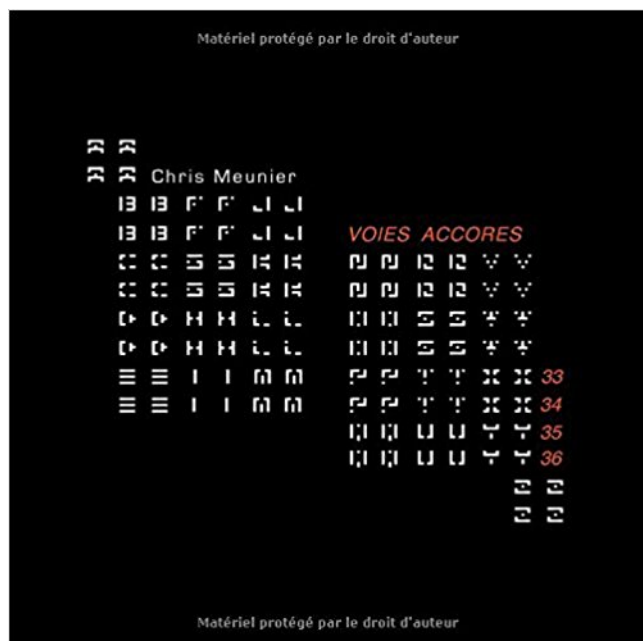 Matériel protégé par le droit d'auteur
A A
A A Chris Meunier
B B F F J J
B B F F J J
C C G G K K
C C G G K K
D D H H L L
D D H H L L
E E I I M M
E E I I M M
VOIES ACCORES
N N R R V V
N N R R V V
O O S S W W
O O S S W W
P P T T X X 33
P P T T X X 34
Q Q U U Y Y 35
Q Q U U Y Y 36
Z Z
Z Z
Matériel protégé par le droit d'auteur